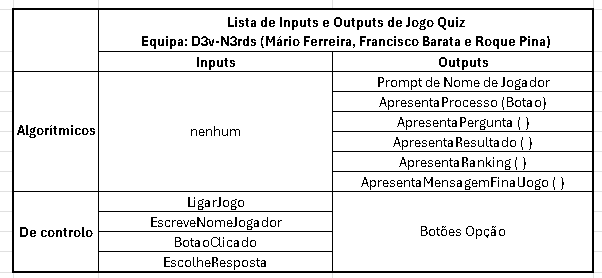 Lista de Inputs e Outputs de Jogo Quiz
Equipa: D3v-N3rds (Mário Ferreira, Francisco Barata e Roque Pina)
Inputs
Outputs
Algorítmicos
nenhum
Prompt de Nome de Jogador
ApresentaProcesso (Botao)
ApresentaPergunta ( )
ApresentaResultado ( )
ApresentaRanking ( )
ApresentaMensagemFinalJogo ( )
De controlo
LigarJogo
EscreveNomeJogador
BotaoClicado
EscolheResposta
Botões Opção